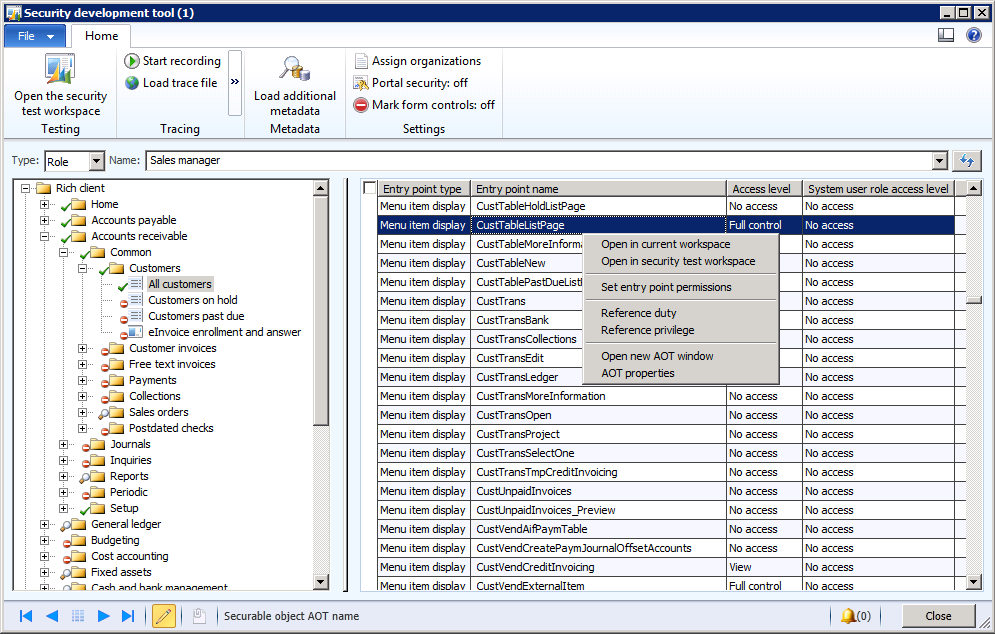 Security development tool (1)
File
Home
Open the security
test workspace
Testing
Start recording
Load trace file
»
Tracing
Load additional
metadata
Metadata
Assign organizations
Portal security: off
Mark form controls: off
Settings
Type: Role Name: Sales manager
Rich client
Home
Accounts payable
Accounts receivable
Common
Customers
All customers
Customers on hold
Customers past due
eInvoice enrollment and answer
Customer invoices
Free text invoices
Payments
Collections
Sales orders
Postdated checks
Journals
Inquiries
Reports
Periodic
Setup
General ledger
Budgeting
Cost accounting
Fixed assets
Cash and bank management
Entry point type Entry point name Access level System user role access level
Menu item display CustTableHoldListPage No access No access
Menu item display CustTableListPage Full control No access
Menu item display CustTableMoreInforma No access
Menu item display CustTableNew No access
Menu item display CustTablePastDueListl No access
Menu item display CustTrans No access
Menu item display CustTransBank No access
Menu item display CustTransCollections No access
Menu item display CustTransEdit No access
Menu item display CustTransLedger No access
Menu item display CustTransMoreInformation No access No access
Menu item display CustTransOpen No access No access
Menu item display CustTransProject No access No access
Menu item display CustTransSelectOne No access No access
Menu item display CustTransTmpCreditInvoicing No access No access
Menu item display CustUnpaidInvoices No access No access
Menu item display CustUnpaidInvoices_Preview No access No access
Menu item display CustVendAifPaymTable No access No access
Menu item display CustVendCreatePaymJournalOffsetAccounts No access No access
Menu item display CustVendCreditInvoicing View No access
Menu item display CustVendExternalItem Full control No access
Open in current workspace
Open in security test workspace
Set entry point permissions
Reference duty
Reference privilege
Open new AOT window
AOT properties
Securable object AOT name
(0)
Close